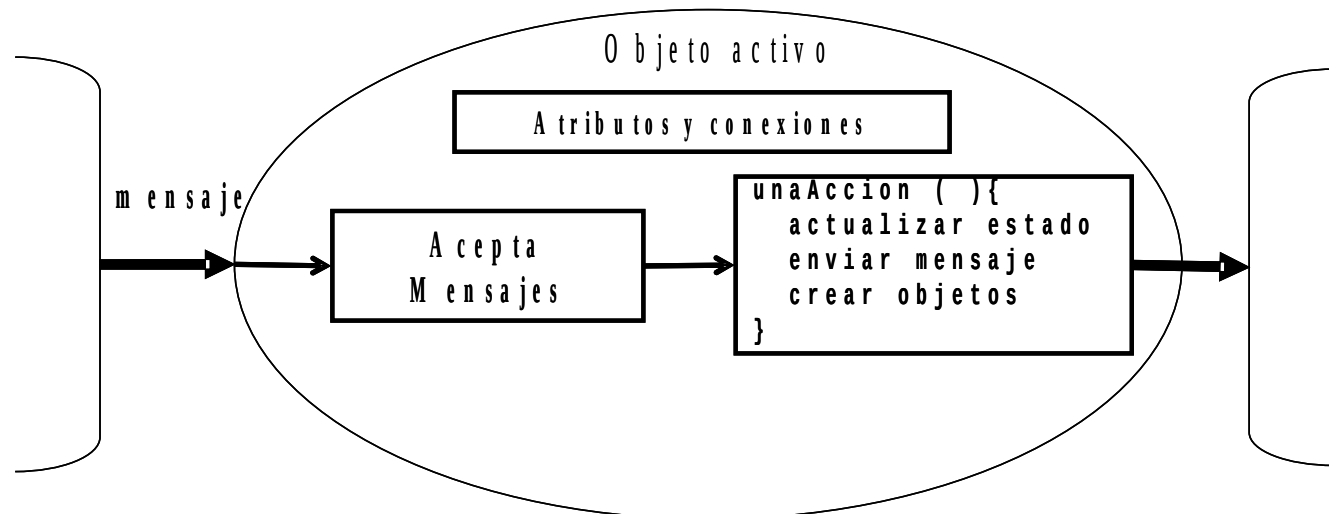 Objeto activo
Atributos y conexiones
mensaje
Acepta
Mensajes
unaAccion ( ){
actualizar estado
enviar mensaje
crear objetos
}